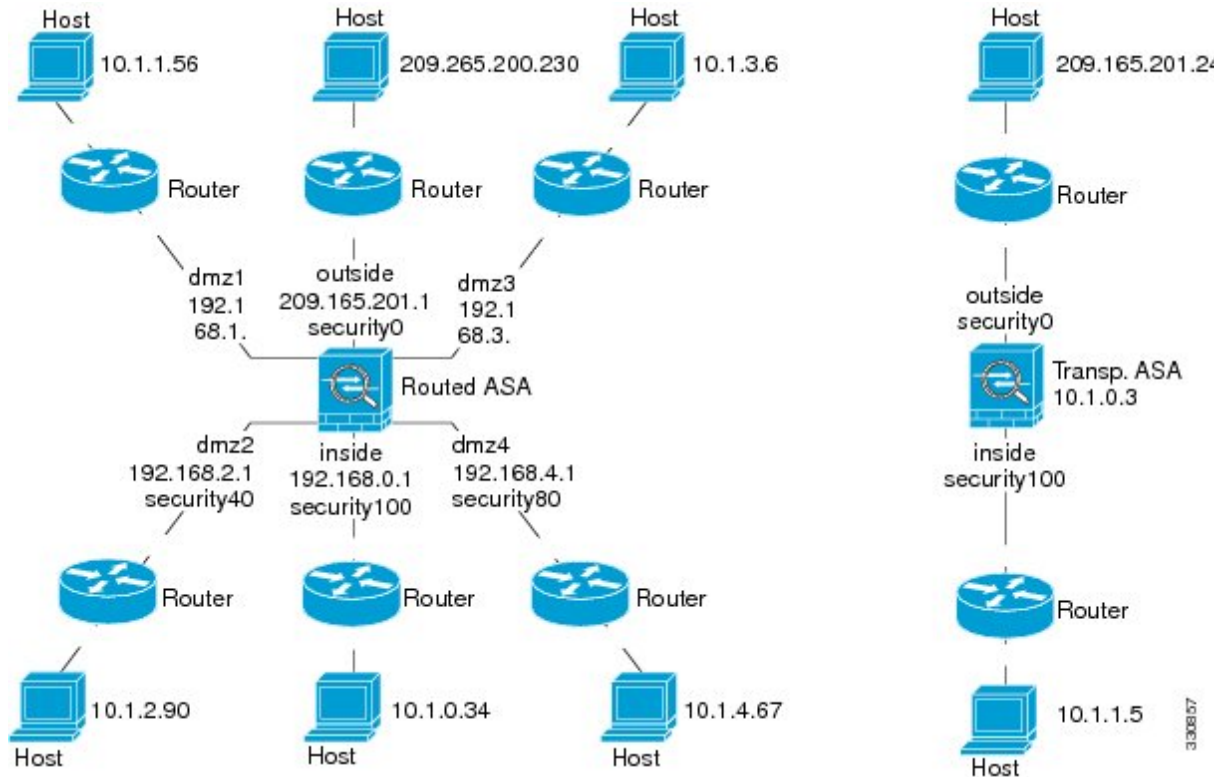 Host
10.1.1.56
Host
209.265.200.230
Host
10.1.3.6
Host
209.165.201.24
Router
Router
Router
Router
dmz1
192.1
68.1.
outside
209.165.201.1
security0
dmz3
192.1
68.3.
outside
security0
Routed ASA
Transp. ASA
10.1.0.3
dmz2
192.168.2.1
security40
inside
192.168.0.1
security100
dmz4
192.168.4.1
security80
inside
security100
Router
Router
Router
Router
10.1.2.90
Host
10.1.0.34
Host
10.1.4.67
Host
10.1.1.5
Host
330857